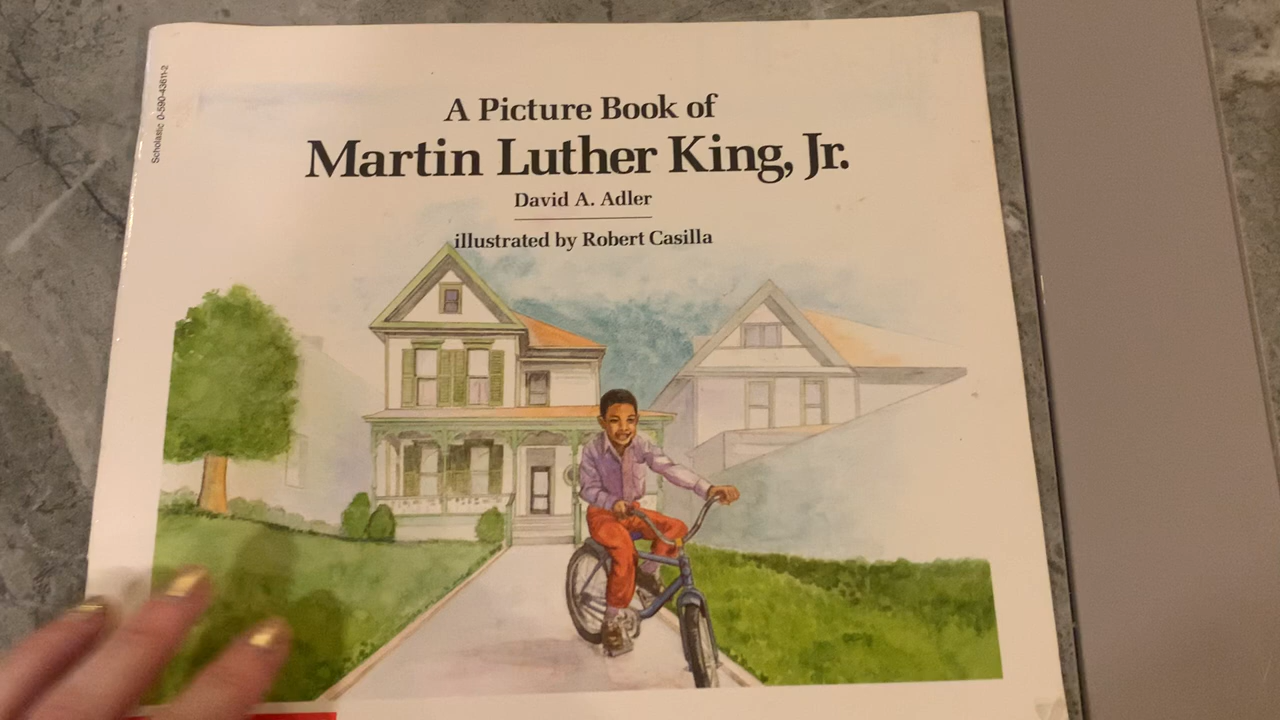 A Picture Book of
Martin Luther King, Jr.
David A. Adler
illustrated by Robert Casilla
Scholastic 0-590-43611-2